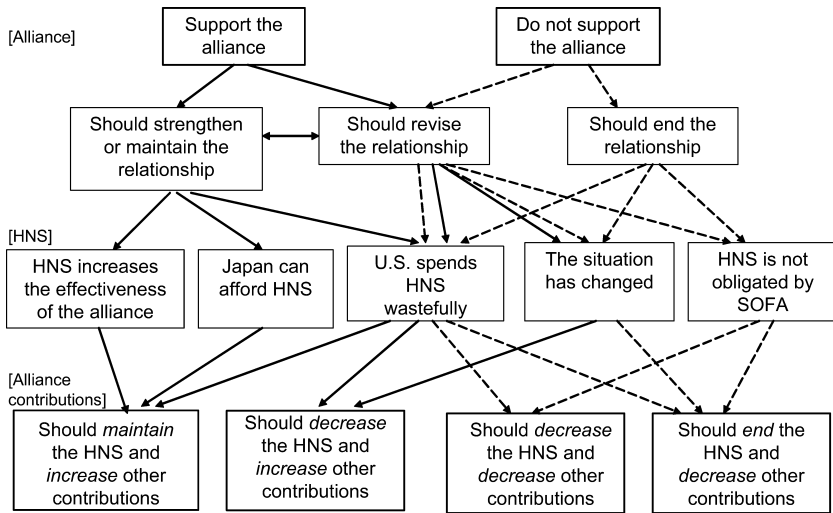 [Alliance]
Support the
alliance
Do not support
the alliance
Should strengthen
or maintain the
relationship
Should revise
the relationship
Should end the
relationship
[HNS]
HNS increases
the effectiveness
of the alliance
Japan can
afford HNS
U.S. spends
HNS
wastefully
The situation
has changed
HNS is not
obligated by
SOFA
[Alliance
contributions]
Should maintain
the HNS and
increase other
contributions
Should decrease
the HNS and
increase other
contributions
Should decrease
the HNS and
decrease other
contributions
Should end the
HNS and
decrease other
contributions